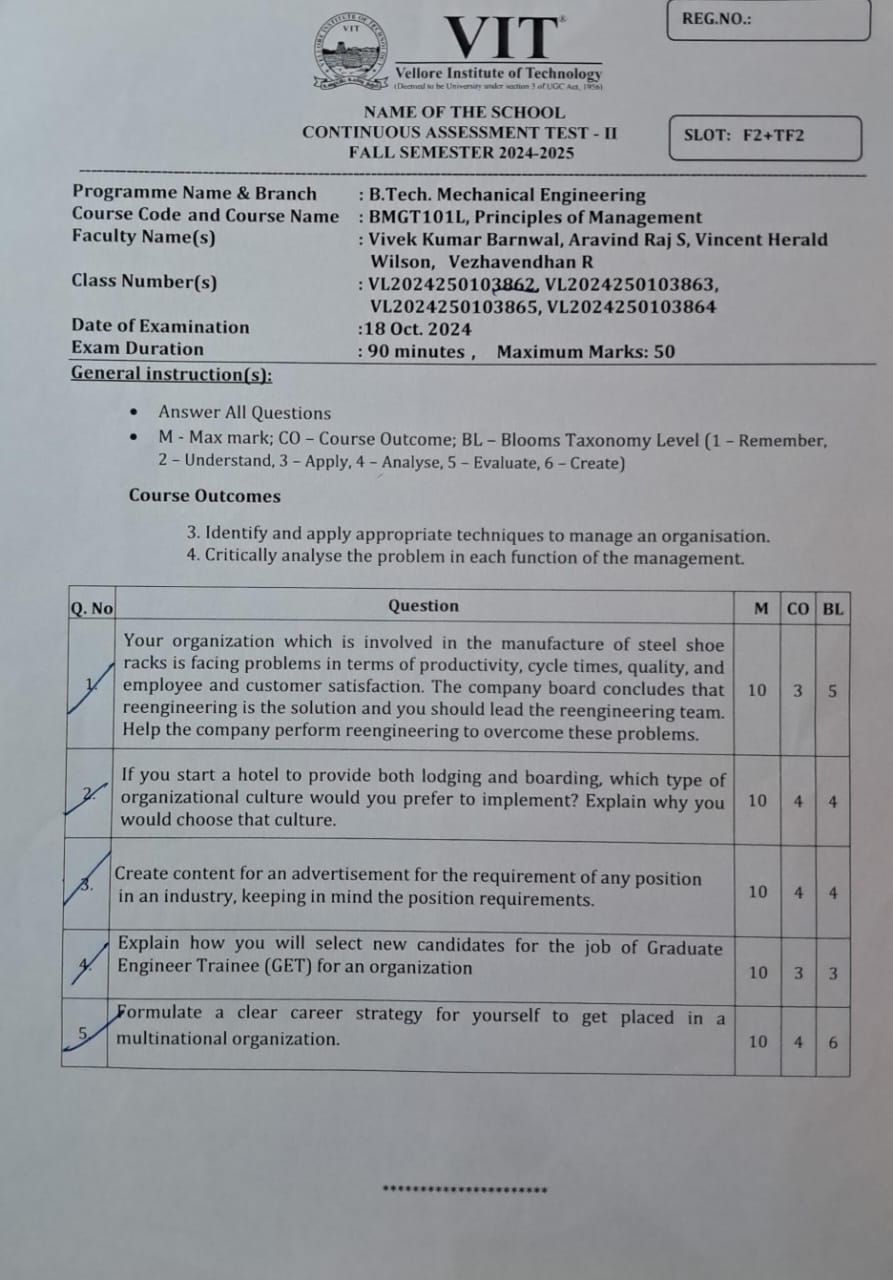 VIT
VIT®
REG.NO.:
Vellore Institute of Technology
(Deemed to be University under section 3 of UGC Act, 1956)
NAME OF THE SCHOOL
CONTINUOUS ASSESSMENT TEST - II
FALL SEMESTER 2024-2025
SLOT: F2+TF2
Programme Name & Branch : B.Tech. Mechanical Engineering
Course Code and Course Name : BMGT101L, Principles of Management
Faculty Name(s) : Vivek Kumar Barnwal, Aravind Raj S, Vincent Herald
Wilson, Vezhavendhan R
Class Number(s) : VL2024250103862, VL2024250103863,
VL2024250103865, VL2024250103864
Date of Examination :18 Oct. 2024
Exam Duration : 90 minutes , Maximum Marks: 50
General instruction(s):
• Answer All Questions
• M - Max mark; CO – Course Outcome; BL – Blooms Taxonomy Level (1 – Remember,
2 – Understand, 3 – Apply, 4 – Analyse, 5 – Evaluate, 6 – Create)
Course Outcomes
3. Identify and apply appropriate techniques to manage an organisation.
4. Critically analyse the problem in each function of the management.
Q. No Question M CO BL
Your organization which is involved in the manufacture of steel shoe
racks is facing problems in terms of productivity, cycle times, quality, and
1. employee and customer satisfaction. The company board concludes that 10 3 5
reengineering is the solution and you should lead the reengineering team.
Help the company perform reengineering to overcome these problems.
If you start a hotel to provide both lodging and boarding, which type of
2. organizational culture would you prefer to implement? Explain why you 10 4 4
would choose that culture.
Create content for an advertisement for the requirement of any position
3. in an industry, keeping in mind the position requirements. 10 4 4
Explain how you will select new candidates for the job of Graduate
4. Engineer Trainee (GET) for an organization 10 3 3
Formulate a clear career strategy for yourself to get placed in a
5. multinational organization. 10 4 6
**********************